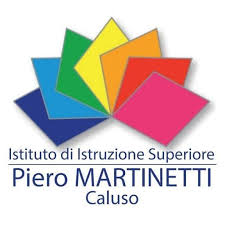 Istituto di Istruzione Superiore
Piero MARTINETTI
Caluso